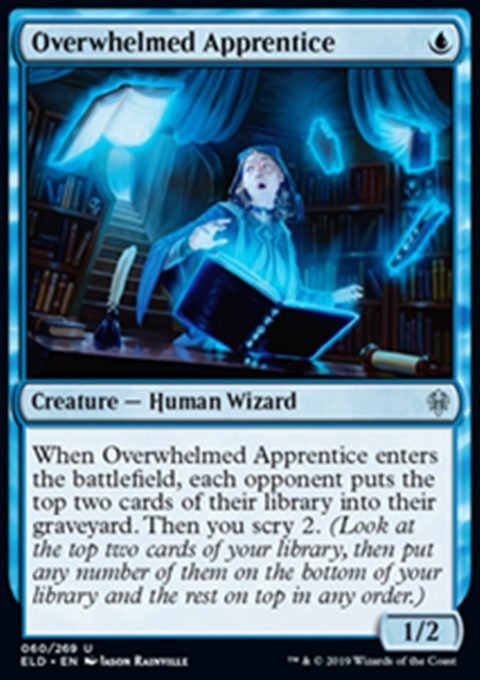 Overwhelmed Apprentice
Creature — Human Wizard
When Overwhelmed Apprentice enters
the battlefield, each opponent puts the
top two cards of their library into their
graveyard. Then you scry 2. (Look at
the top two cards of your library, then put
any number of them on the bottom of your
library and the rest on top in any order.)
1/2
060/269 U
ELD • EN Jason Rainville
™ & © 2019 Wizards of the Coast